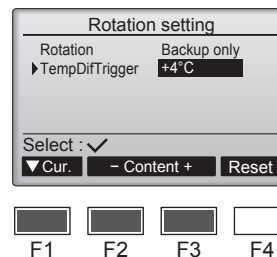 Rotation setting
Rotation Backup only
▶TempDifTrigger +4°C
Select : ✓
▼Cur. − Content + Reset
F1 F2 F3 F4